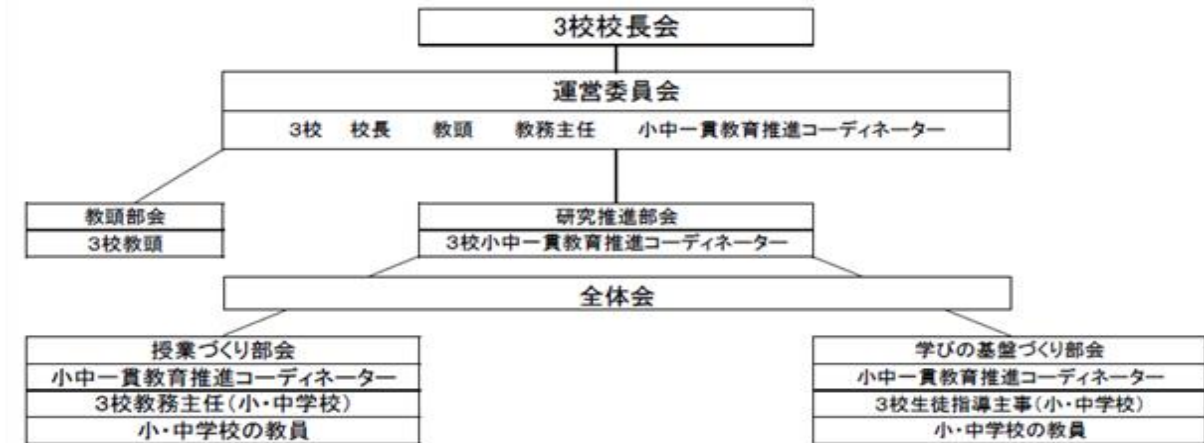 3校校長会
運営委員会
3校 校長 教頭 教務主任 小中一貫教育推進コーディネーター
教頭部会
3校教頭
研究推進部会
3校小中一貫教育推進コーディネーター
全体会
授業づくり部会
小中一貫教育推進コーディネーター
3校教務主任(小・中学校)
小・中学校の教員
学びの基盤づくり部会
小中一貫教育推進コーディネーター
3校生徒指導主事(小・中学校)
小・中学校の教員